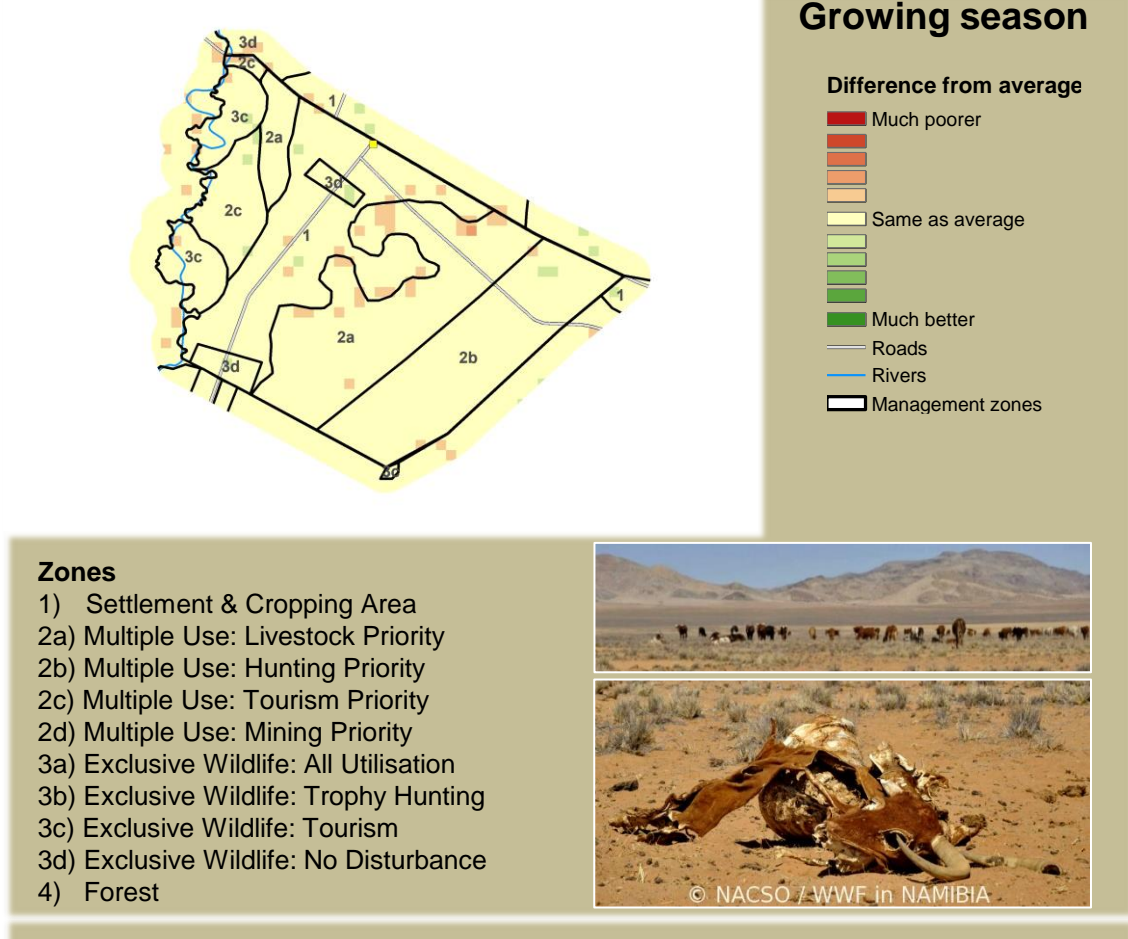 Growing season
Difference from average
Much poorer
Same as average
Much better
Roads
Rivers
Management zones
3d
2c
3c
1
2a
3d
2c
1
3c
1
2a
2b
3d
3c
Zones
1) Settlement & Cropping Area
2a) Multiple Use: Livestock Priority
2b) Multiple Use: Hunting Priority
2c) Multiple Use: Tourism Priority
2d) Multiple Use: Mining Priority
3a) Exclusive Wildlife: All Utilisation
3b) Exclusive Wildlife: Trophy Hunting
3c) Exclusive Wildlife: Tourism
3d) Exclusive Wildlife: No Disturbance
4) Forest
© NACSO / WWF in NAMIBIA